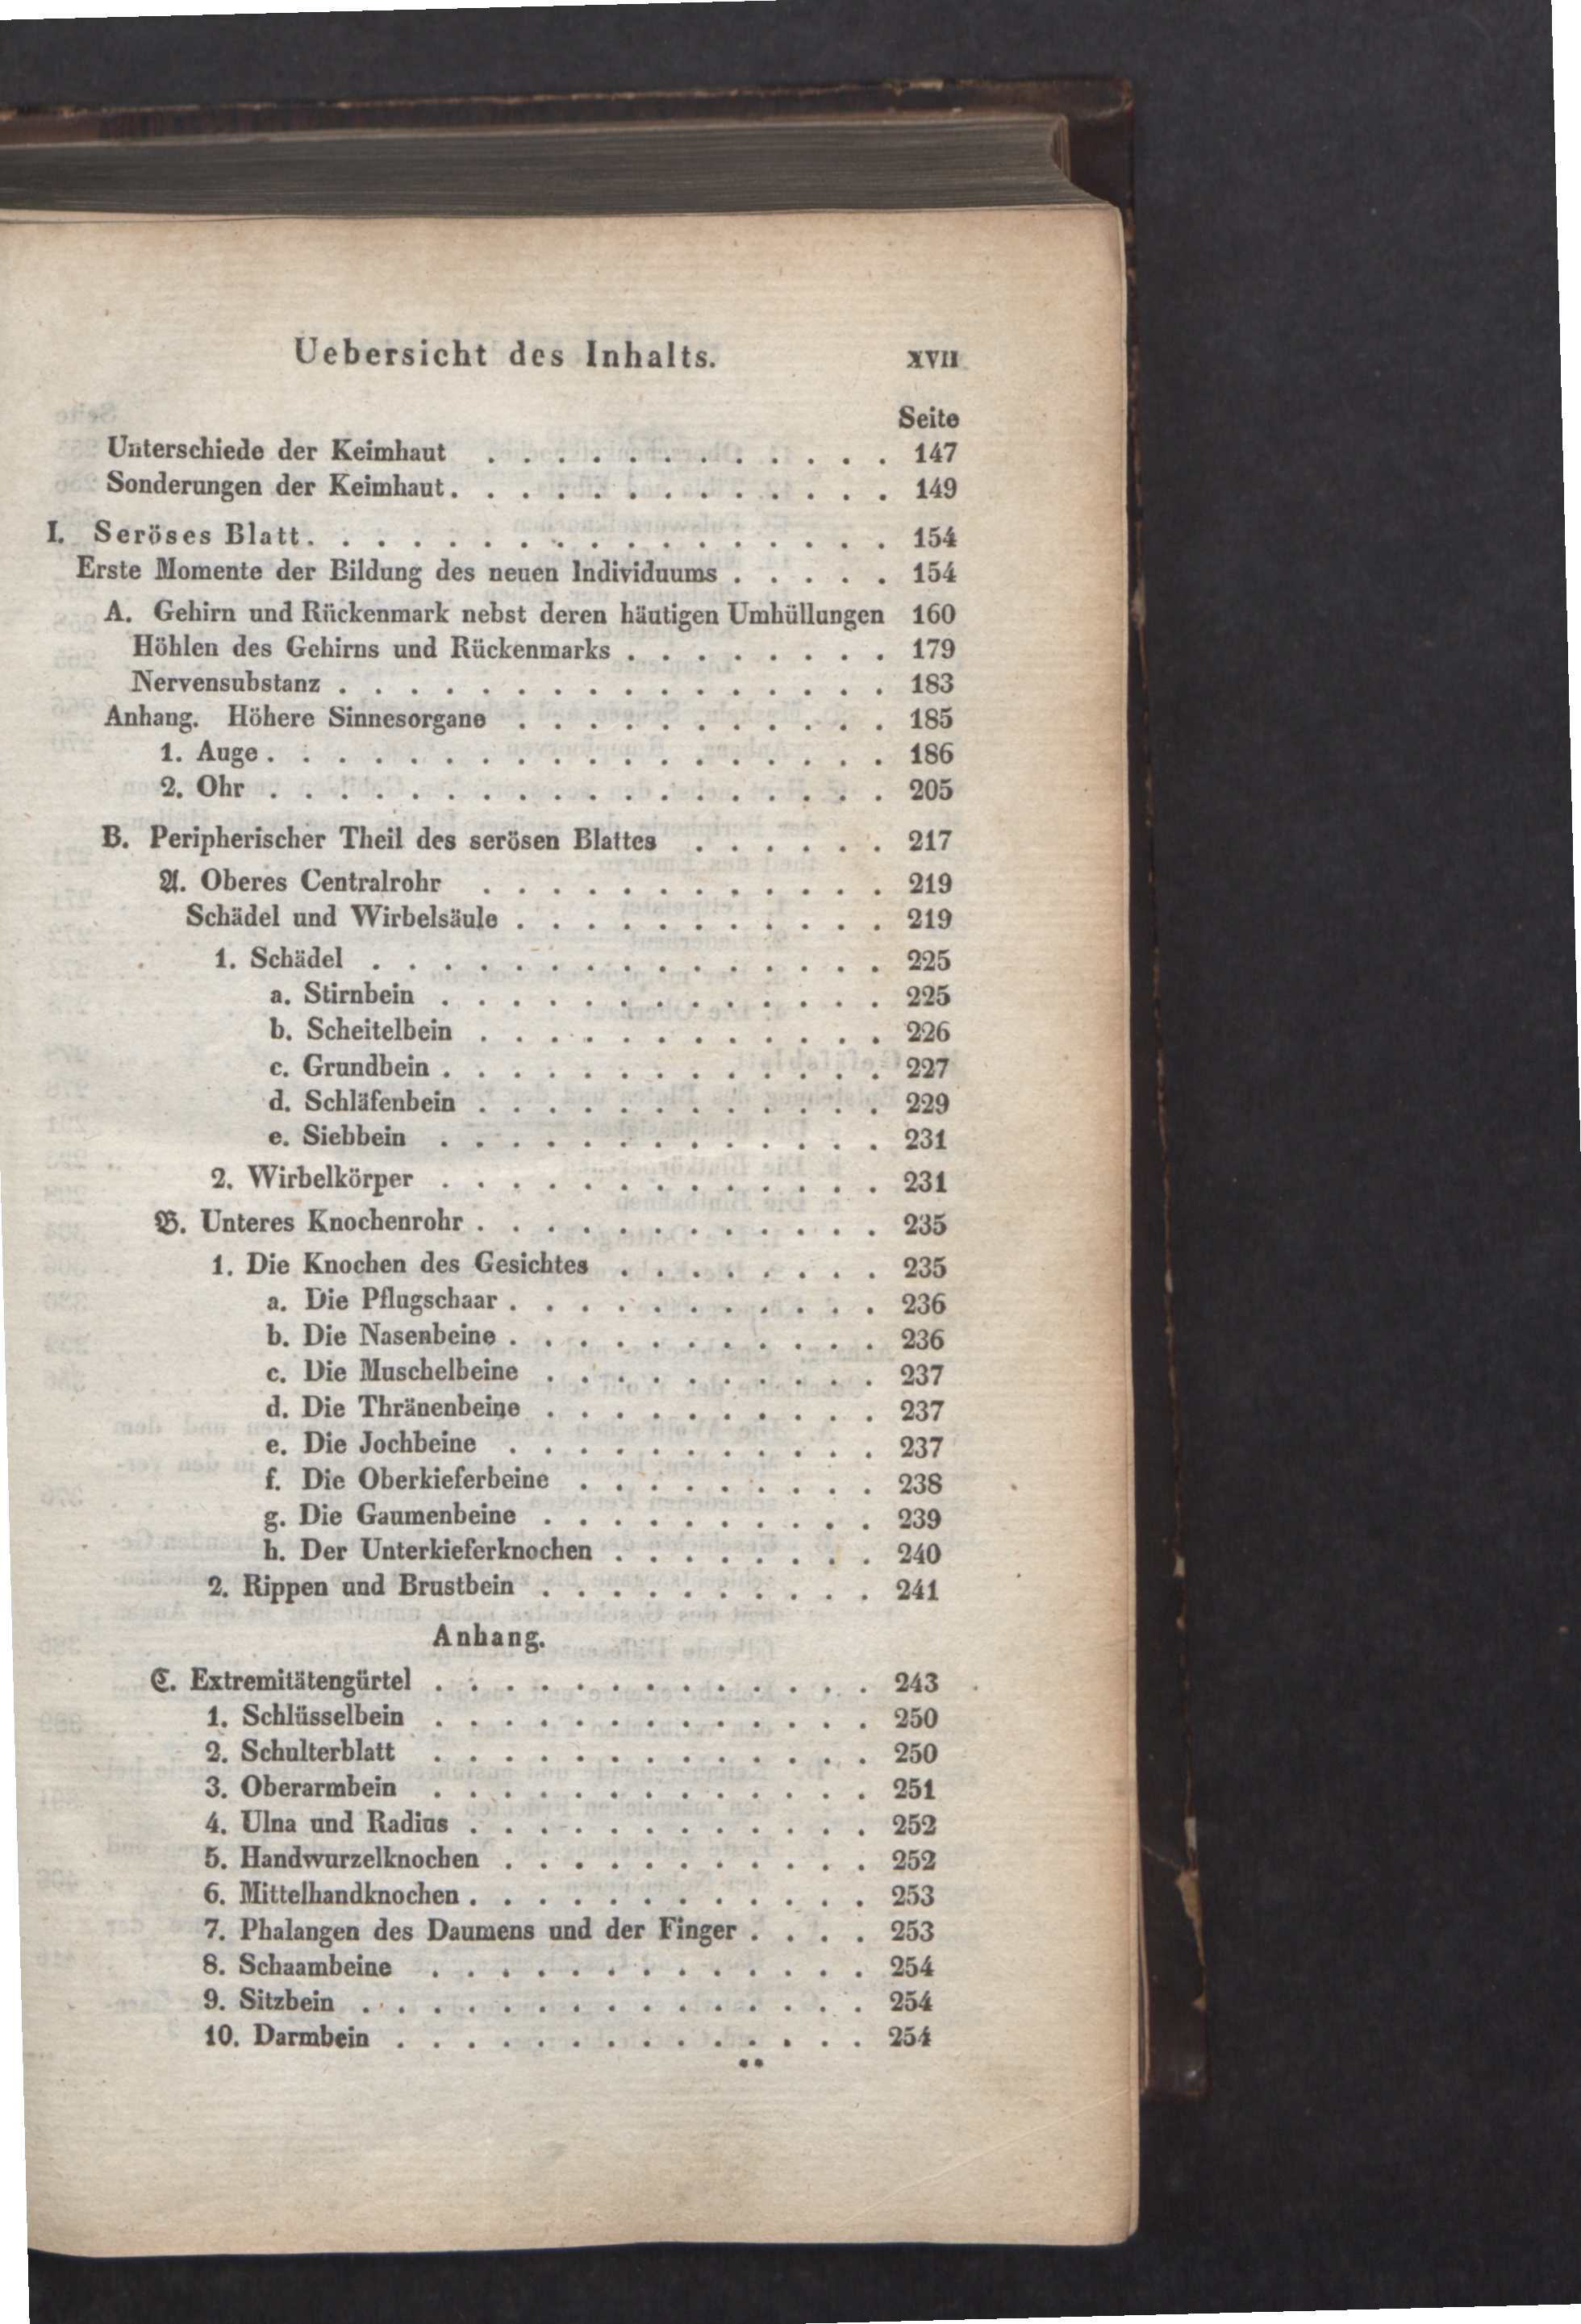 Uebersicht des Inhalts. XVII
Seite
Unterschiede der Keimhaut . . . . . . . . . . . . 147
Sonderungen der Keimhaut. . . . . . . . . . . . . 149
I. Seröses Blatt. . . . . . . . . . . . . . . . . 154
Erste Momente der Bildung des neuen Individuums . . . . . 154
A. Gehirn und Rückenmark nebst deren häutigen Umhüllungen 160
Höhlen des Gehirns und Rückenmarks . . . . . . . . 179
Nervensubstanz . . . . . . . . . . . . . . . . 183
Anhang. Höhere Sinnesorgane . . . . . . . . . . . 185
1. Auge . . . . . . . . . . . . . . . . . . 186
2. Ohr . . . . . . . . . . . . . . . . . . 205
B. Peripherischer Theil des serösen Blattes . . . . . . 217
𝔄. Oberes Centralrohr . . . . . . . . . . . . 219
Schädel und Wirbelsäule . . . . . . . . . . . 219
1. Schädel . . . . . . . . . . . . . . . 225
a. Stirnbein . . . . . . . . . . . . . 225
b. Scheitelbein . . . . . . . . . . . . 226
c. Grundbein . . . . . . . . . . . . . 227
d. Schläfenbein . . . . . . . . . . . . 229
e. Siebbein . . . . . . . . . . . . . 231
2. Wirbelkörper . . . . . . . . . . . . . 231
𝔅. Unteres Knochenrohr . . . . . . . . . . . . 235
1. Die Knochen des Gesichtes . . . . . . . . 235
a. Die Pflugschaar . . . . . . . . . . . 236
b. Die Nasenbeine . . . . . . . . . . . 236
c. Die Muschelbeine . . . . . . . . . . 237
d. Die Thränenbeine . . . . . . . . . . 237
e. Die Jochbeine . . . . . . . . . . . 237
f. Die Oberkieferbeine . . . . . . . . . 238
g. Die Gaumenbeine . . . . . . . . . . 239
h. Der Unterkieferknochen . . . . . . . . 240
2. Rippen und Brustbein . . . . . . . . . . 241
Anhang.
ℭ. Extremitätengürtel . . . . . . . . . . . . . 243
1. Schlüsselbein . . . . . . . . . . . . . 250
2. Schulterblatt . . . . . . . . . . . . . 250
3. Oberarmbein . . . . . . . . . . . . . 251
4. Ulna und Radius . . . . . . . . . . . . 252
5. Handwurzelknochen . . . . . . . . . . . 252
6. Mittelhandknochen . . . . . . . . . . . . 253
7. Phalangen des Daumens und der Finger . . . . 253
8. Schaambeine . . . . . . . . . . . . . 254
9. Sitzbein . . . . . . . . . . . . . . . 254
10. Darmbein . . . . . . . . . . . . . . 254
**